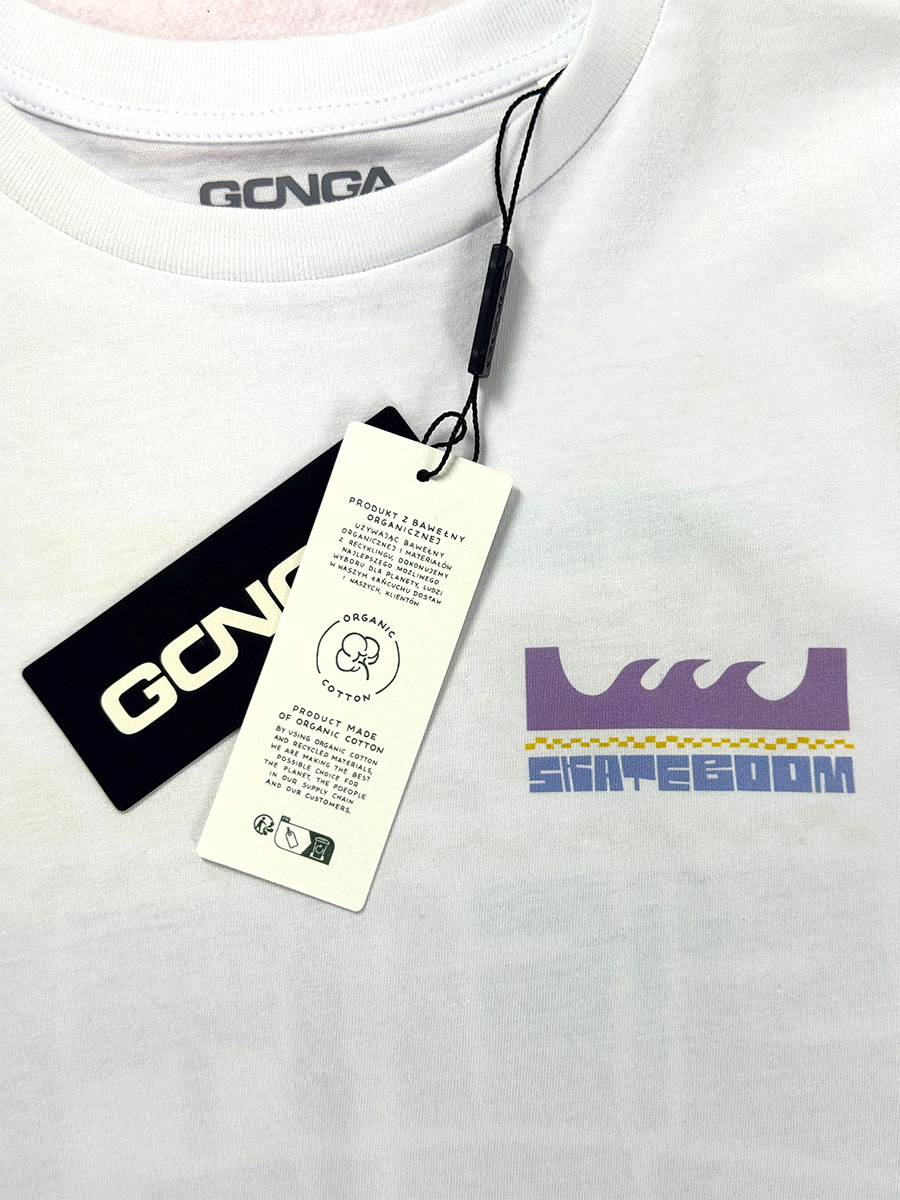 GONGA
GONG
PRODUKT Z BAWEŁNY
ORGANICZNEJ
UŻYWAJĄC BAWEŁNY
ORGANICZNEJ I MATERIAŁÓW
Z RECYKLINGU, DOKONUJEMY
NAJLEPSZEGO MOŻLIWEGO
WYBORU DLA PLANETY, LUDZI
W NASZYM ŁAŃCUCHU DOSTAW
I NASZYCH, KLIENTÓW.
ORGANIC
COTTON
PRODUCT MADE
OF ORGANIC COTTON
BY USING ORGANIC COTTON
AND RECYCLED MATERIALS,
WE ARE MAKING THE BEST
POSSIBLE CHOICE FOR
THE PLANET, THE PDEOPLE
IN OUR SUPPLY CHAIN
AND OUR CUSTOMERS.
FR
SKATEBOOM